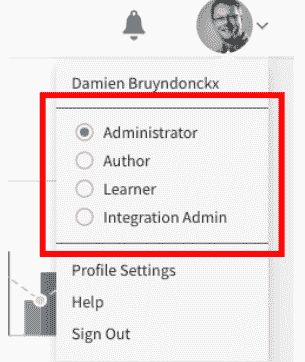 Damien Bruyndonckx
Administrator
Author
Learner
Integration Admin
Profile Settings
Help
Sign Out